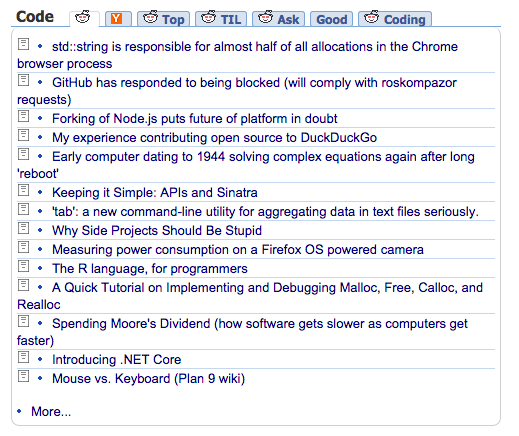 Code Y Top TIL Ask Good Coding
• std::string is responsible for almost half of all allocations in the Chrome
browser process
• GitHub has responded to being blocked (will comply with roskompazor
requests)
• Forking of Node.js puts future of platform in doubt
• My experience contributing open source to DuckDuckGo
• Early computer dating to 1944 solving complex equations again after long
'reboot'
• Keeping it Simple: APIs and Sinatra
• 'tab': a new command-line utility for aggregating data in text files seriously.
• Why Side Projects Should Be Stupid
• Measuring power consumption on a Firefox OS powered camera
• The R language, for programmers
• A Quick Tutorial on Implementing and Debugging Malloc, Free, Calloc, and
Realloc
• Spending Moore's Dividend (how software gets slower as computers get
faster)
• Introducing .NET Core
• Mouse vs. Keyboard (Plan 9 wiki)
• More...